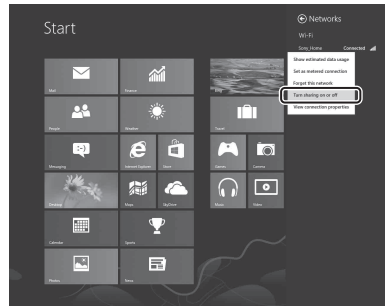 Start
Networks
Wi-Fi
Sony_Home Connected
Show estimated data usage
Set as metered connection
Forget this network
Turn sharing on or off
View connection properties
Mail
Finance
People
Weather
Travel
Messaging
Internet Explorer
Store
Games
Camera
Desktop
Maps
SkyDrive
Music
Video
Calendar
Sports
Photos
News